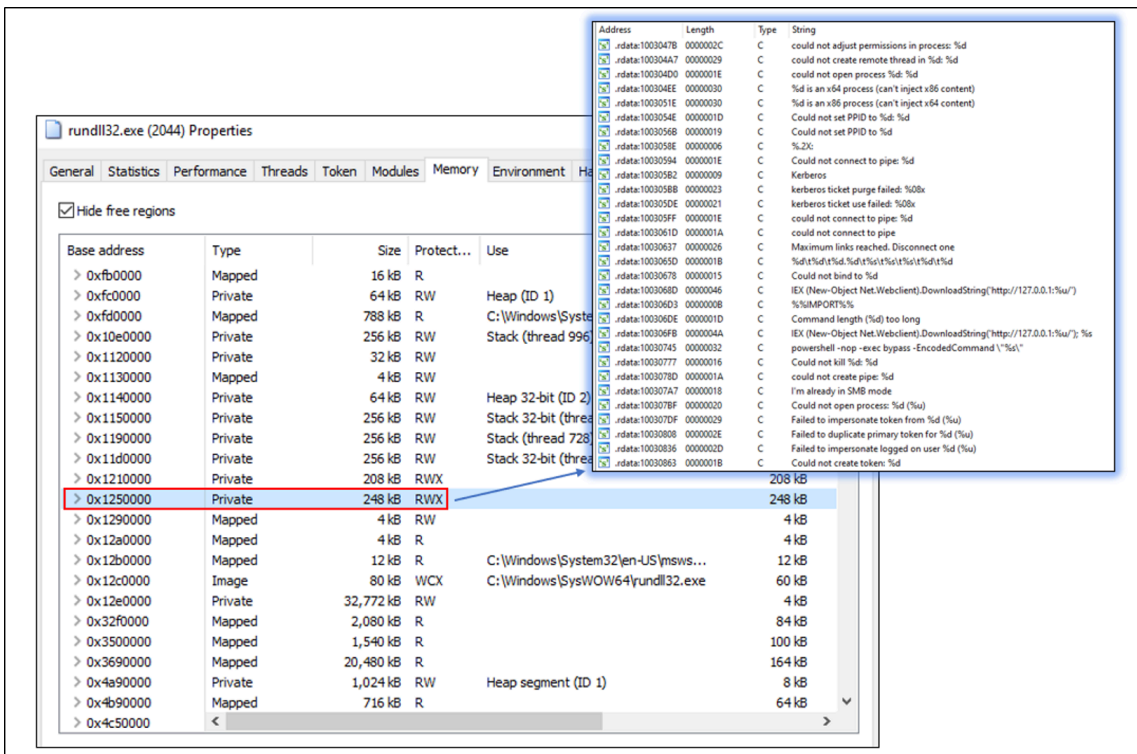 Address Length Type String
.rdata:1003047B 0000002C C could not adjust permissions in process: %d
.rdata:100304A7 00000029 C could not create remote thread in %d: %d
.rdata:100304D0 0000001E C could not open process %d: %d
.rdata:100304EE 00000030 C %d is an x64 process (can't inject x86 content)
.rdata:1003051E 00000030 C %d is an x86 process (can't inject x64 content)
.rdata:1003054E 0000001D C Could not set PPID to %d: %d
.rdata:1003056B 00000019 C Could not set PPID to %d
.rdata:1003058E 00000006 C %.2X:
.rdata:10030594 0000001E C Could not connect to pipe: %d
.rdata:100305B2 00000009 C Kerberos
.rdata:100305BB 00000023 C kerberos ticket purge failed: %08x
.rdata:100305DE 00000021 C kerberos ticket use failed: %08x
.rdata:100305FF 0000001E C could not connect to pipe: %d
.rdata:1003061D 0000001A C could not connect to pipe
.rdata:10030637 00000026 C Maximum links reached. Disconnect one
.rdata:1003065D 0000001B C %d\t%d\t%d.%d\t%s\t%s\t%s\t%d\t%d
.rdata:10030678 00000015 C Could not bind to %d
.rdata:1003068D 00000046 C IEX (New-Object Net.Webclient).DownloadString('http://127.0.0.1:%u/')
.rdata:100306D3 0000000B C %%IMPORT%%
.rdata:100306DE 0000001D C Command length (%d) too long
.rdata:100306FB 0000004A C IEX (New-Object Net.Webclient).DownloadString('http://127.0.0.1:%u/'); %s
.rdata:10030745 00000032 C powershell -nop -exec bypass -EncodedCommand \"%s\"
.rdata:10030777 00000016 C Could not kill %d: %d
.rdata:1003078D 0000001A C could not create pipe: %d
.rdata:100307A7 00000018 C I'm already in SMB mode
.rdata:100307BF 00000020 C Could not open process: %d (%u)
.rdata:100307DF 00000029 C Failed to impersonate token from %d (%u)
.rdata:10030808 0000002E C Failed to duplicate primary token for %d (%u)
.rdata:10030836 0000002D C Failed to impersonate logged on user %d (%u)
.rdata:10030863 0000001B C Could not create token: %d
rundll32.exe (2044) Properties
General Statistics Performance Threads Token Modules Memory Environment Ha
Hide free regions
Base address Type Size Protect... Use
0xfb0000 Mapped 16 kB R
0xfc0000 Private 64 kB RW Heap (ID 1)
0xfd0000 Mapped 788 kB R C:\Windows\Syste
0x10e0000 Private 256 kB RW Stack (thread 996)
0x1120000 Private 32 kB RW
0x1130000 Mapped 4 kB RW
0x1140000 Private 64 kB RW Heap 32-bit (ID 2)
0x1150000 Private 256 kB RW Stack 32-bit (threa
0x1190000 Private 256 kB RW Stack (thread 728)
0x11d0000 Private 256 kB RW Stack 32-bit (threa
0x1210000 Private 208 kB RWX 208 kB
0x1250000 Private 248 kB RWX 248 kB
0x1290000 Mapped 4 kB RW 4 kB
0x12a0000 Mapped 4 kB R 4 kB
0x12b0000 Mapped 12 kB R C:\Windows\System32\en-US\msws... 12 kB
0x12c0000 Image 80 kB WCX C:\Windows\SysWOW64\rundll32.exe 60 kB
0x12e0000 Private 32,772 kB RW 4 kB
0x32f0000 Mapped 2,080 kB R 84 kB
0x3500000 Mapped 1,540 kB R 100 kB
0x3690000 Mapped 20,480 kB R 164 kB
0x4a90000 Private 1,024 kB RW Heap segment (ID 1) 8 kB
0x4b90000 Mapped 716 kB R 64 kB
0x4c50000